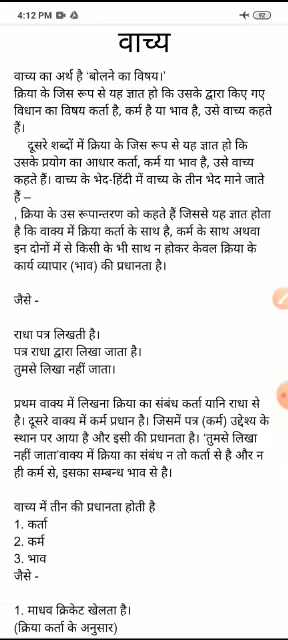 4:12 PM
92
वाच्य
वाच्य का अर्थ है 'बोलने का विषय।'
क्रिया के जिस रूप से यह ज्ञात हो कि उसके द्वारा किए गए
विधान का विषय कर्ता है, कर्म है या भाव है, उसे वाच्य कहते
हैं।
दूसरे शब्दों में क्रिया के जिस रूप से यह ज्ञात हो कि
उसके प्रयोग का आधार कर्ता, कर्म या भाव है, उसे वाच्य
कहते हैं। वाच्य के भेद-हिंदी में वाच्य के तीन भेद माने जाते
हैं –
, क्रिया के उस रूपान्तरण को कहते हैं जिससे यह ज्ञात होता
है कि वाक्य में क्रिया कर्ता के साथ है, कर्म के साथ अथवा
इन दोनों में से किसी के भी साथ न होकर केवल क्रिया के
कार्य व्यापार (भाव) की प्रधानता है।
जैसे -
राधा पत्र लिखती है।
पत्र राधा द्वारा लिखा जाता है।
तुमसे लिखा नहीं जाता।
प्रथम वाक्य में लिखना क्रिया का संबंध कर्ता यानि राधा से
है। दूसरे वाक्य में कर्म प्रधान है। जिसमें पत्र (कर्म) उद्देश्य के
स्थान पर आया है और इसी की प्रधानता है। 'तुमसे लिखा
नहीं जाता'वाक्य में क्रिया का संबंध न तो कर्ता से है और न
ही कर्म से, इसका सम्बन्ध भाव से है।
वाच्य में तीन की प्रधानता होती है
1. कर्ता
2. कर्म
3. भाव
जैसे -
1. माधव क्रिकेट खेलता है।
(क्रिया कर्ता के अनुसार)